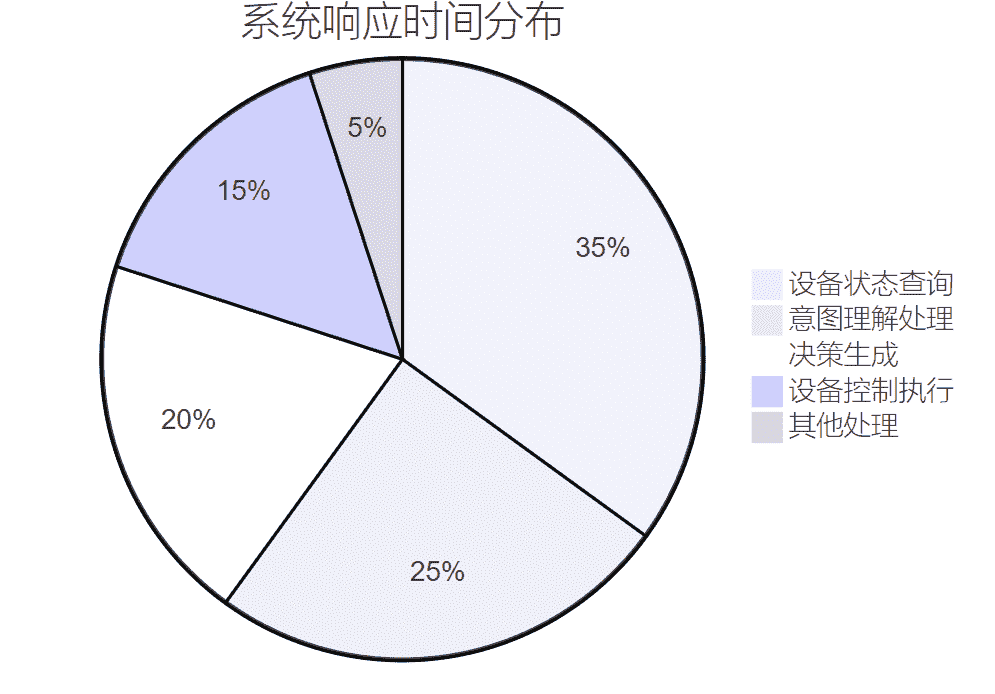 系统响应时间分布
5%
15%
35%
20%
25%
设备状态查询
意图理解处理
决策生成
设备控制执行
其他处理